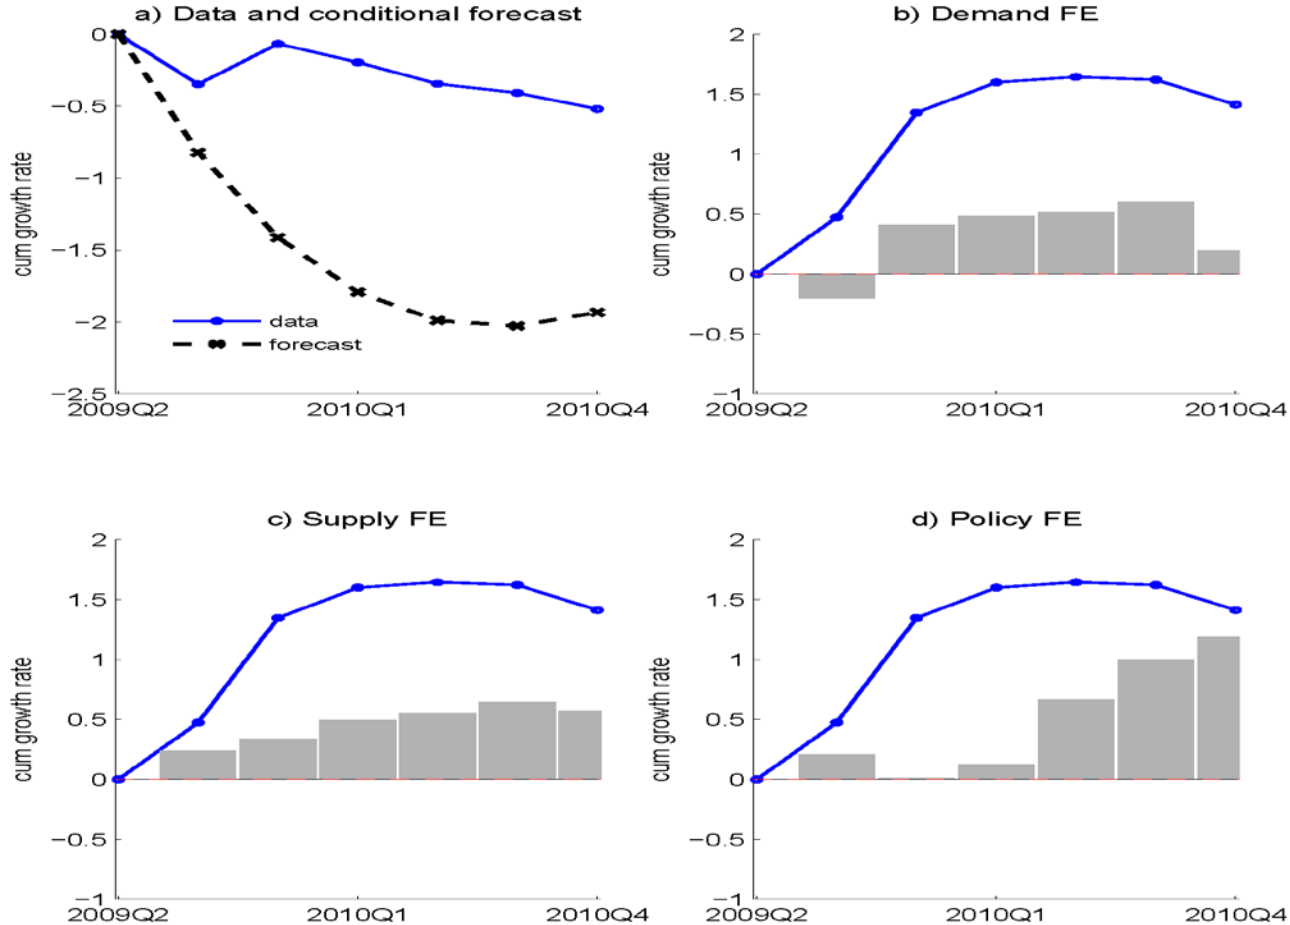 a) Data and conditional forecast
0
−0.5
−1
−1.5
−2
−2.5
cum growth rate
data
forecast
2009Q2 2010Q1 2010Q4
b) Demand FE
2
1.5
1
0.5
0
−0.5
−1
cum growth rate
2009Q2 2010Q1 2010Q4
c) Supply FE
2
1.5
1
0.5
0
−0.5
−1
cum growth rate
2009Q2 2010Q1 2010Q4
d) Policy FE
2
1.5
1
0.5
0
−0.5
−1
cum growth rate
2009Q2 2010Q1 2010Q4